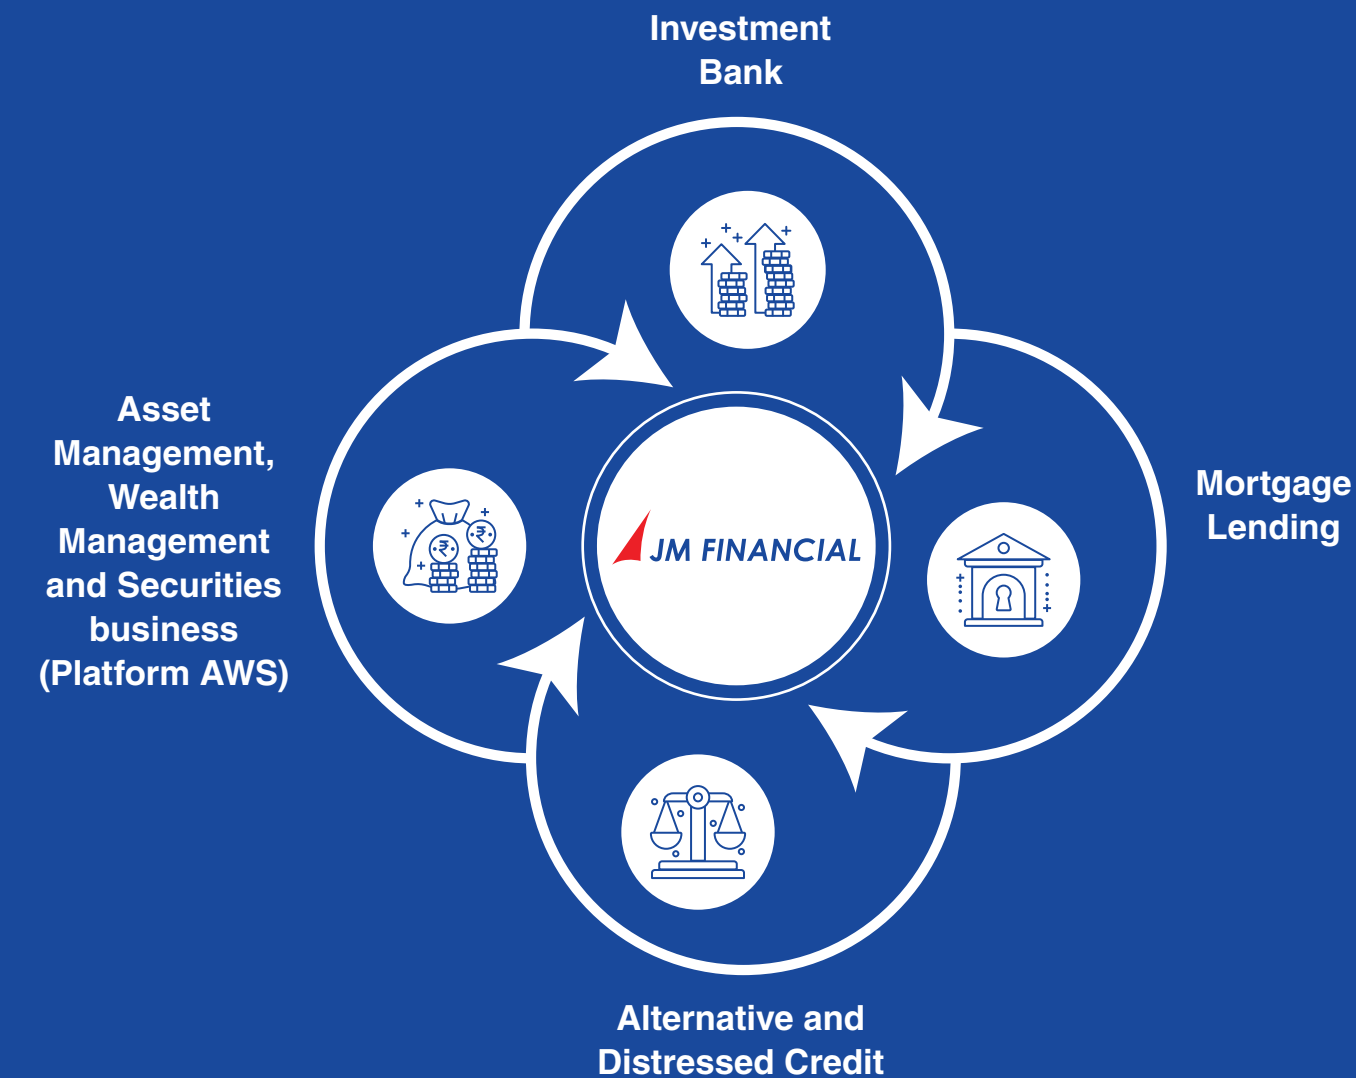 Investment
Bank
Asset
Management,
Wealth
Management
and Securities
business
(Platform AWS)
JM FINANCIAL
Mortgage
Lending
Alternative and
Distressed Credit